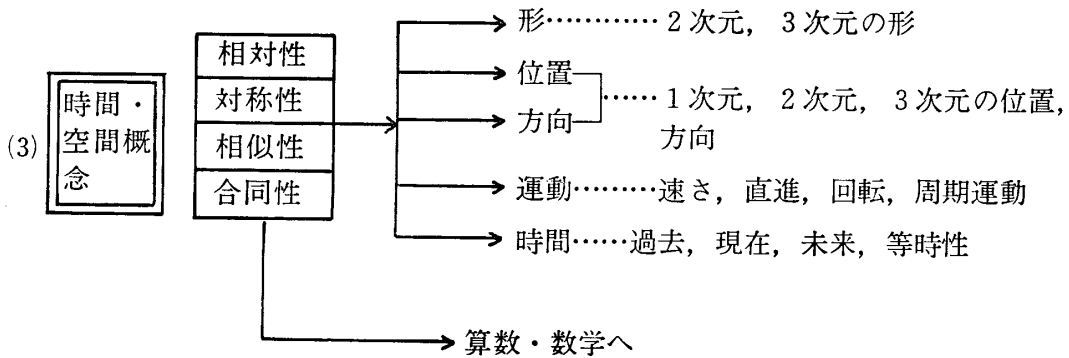 (3)
時間・
空間概
念
相対性
対称性
相似性
合同性
形…………２次元，３次元の形
位置
方向
……１次元，２次元，３次元の位置，
方向
運動………速さ，直進，回転，周期運動
時間……過去，現在，未来，等時性
算数・数学へ